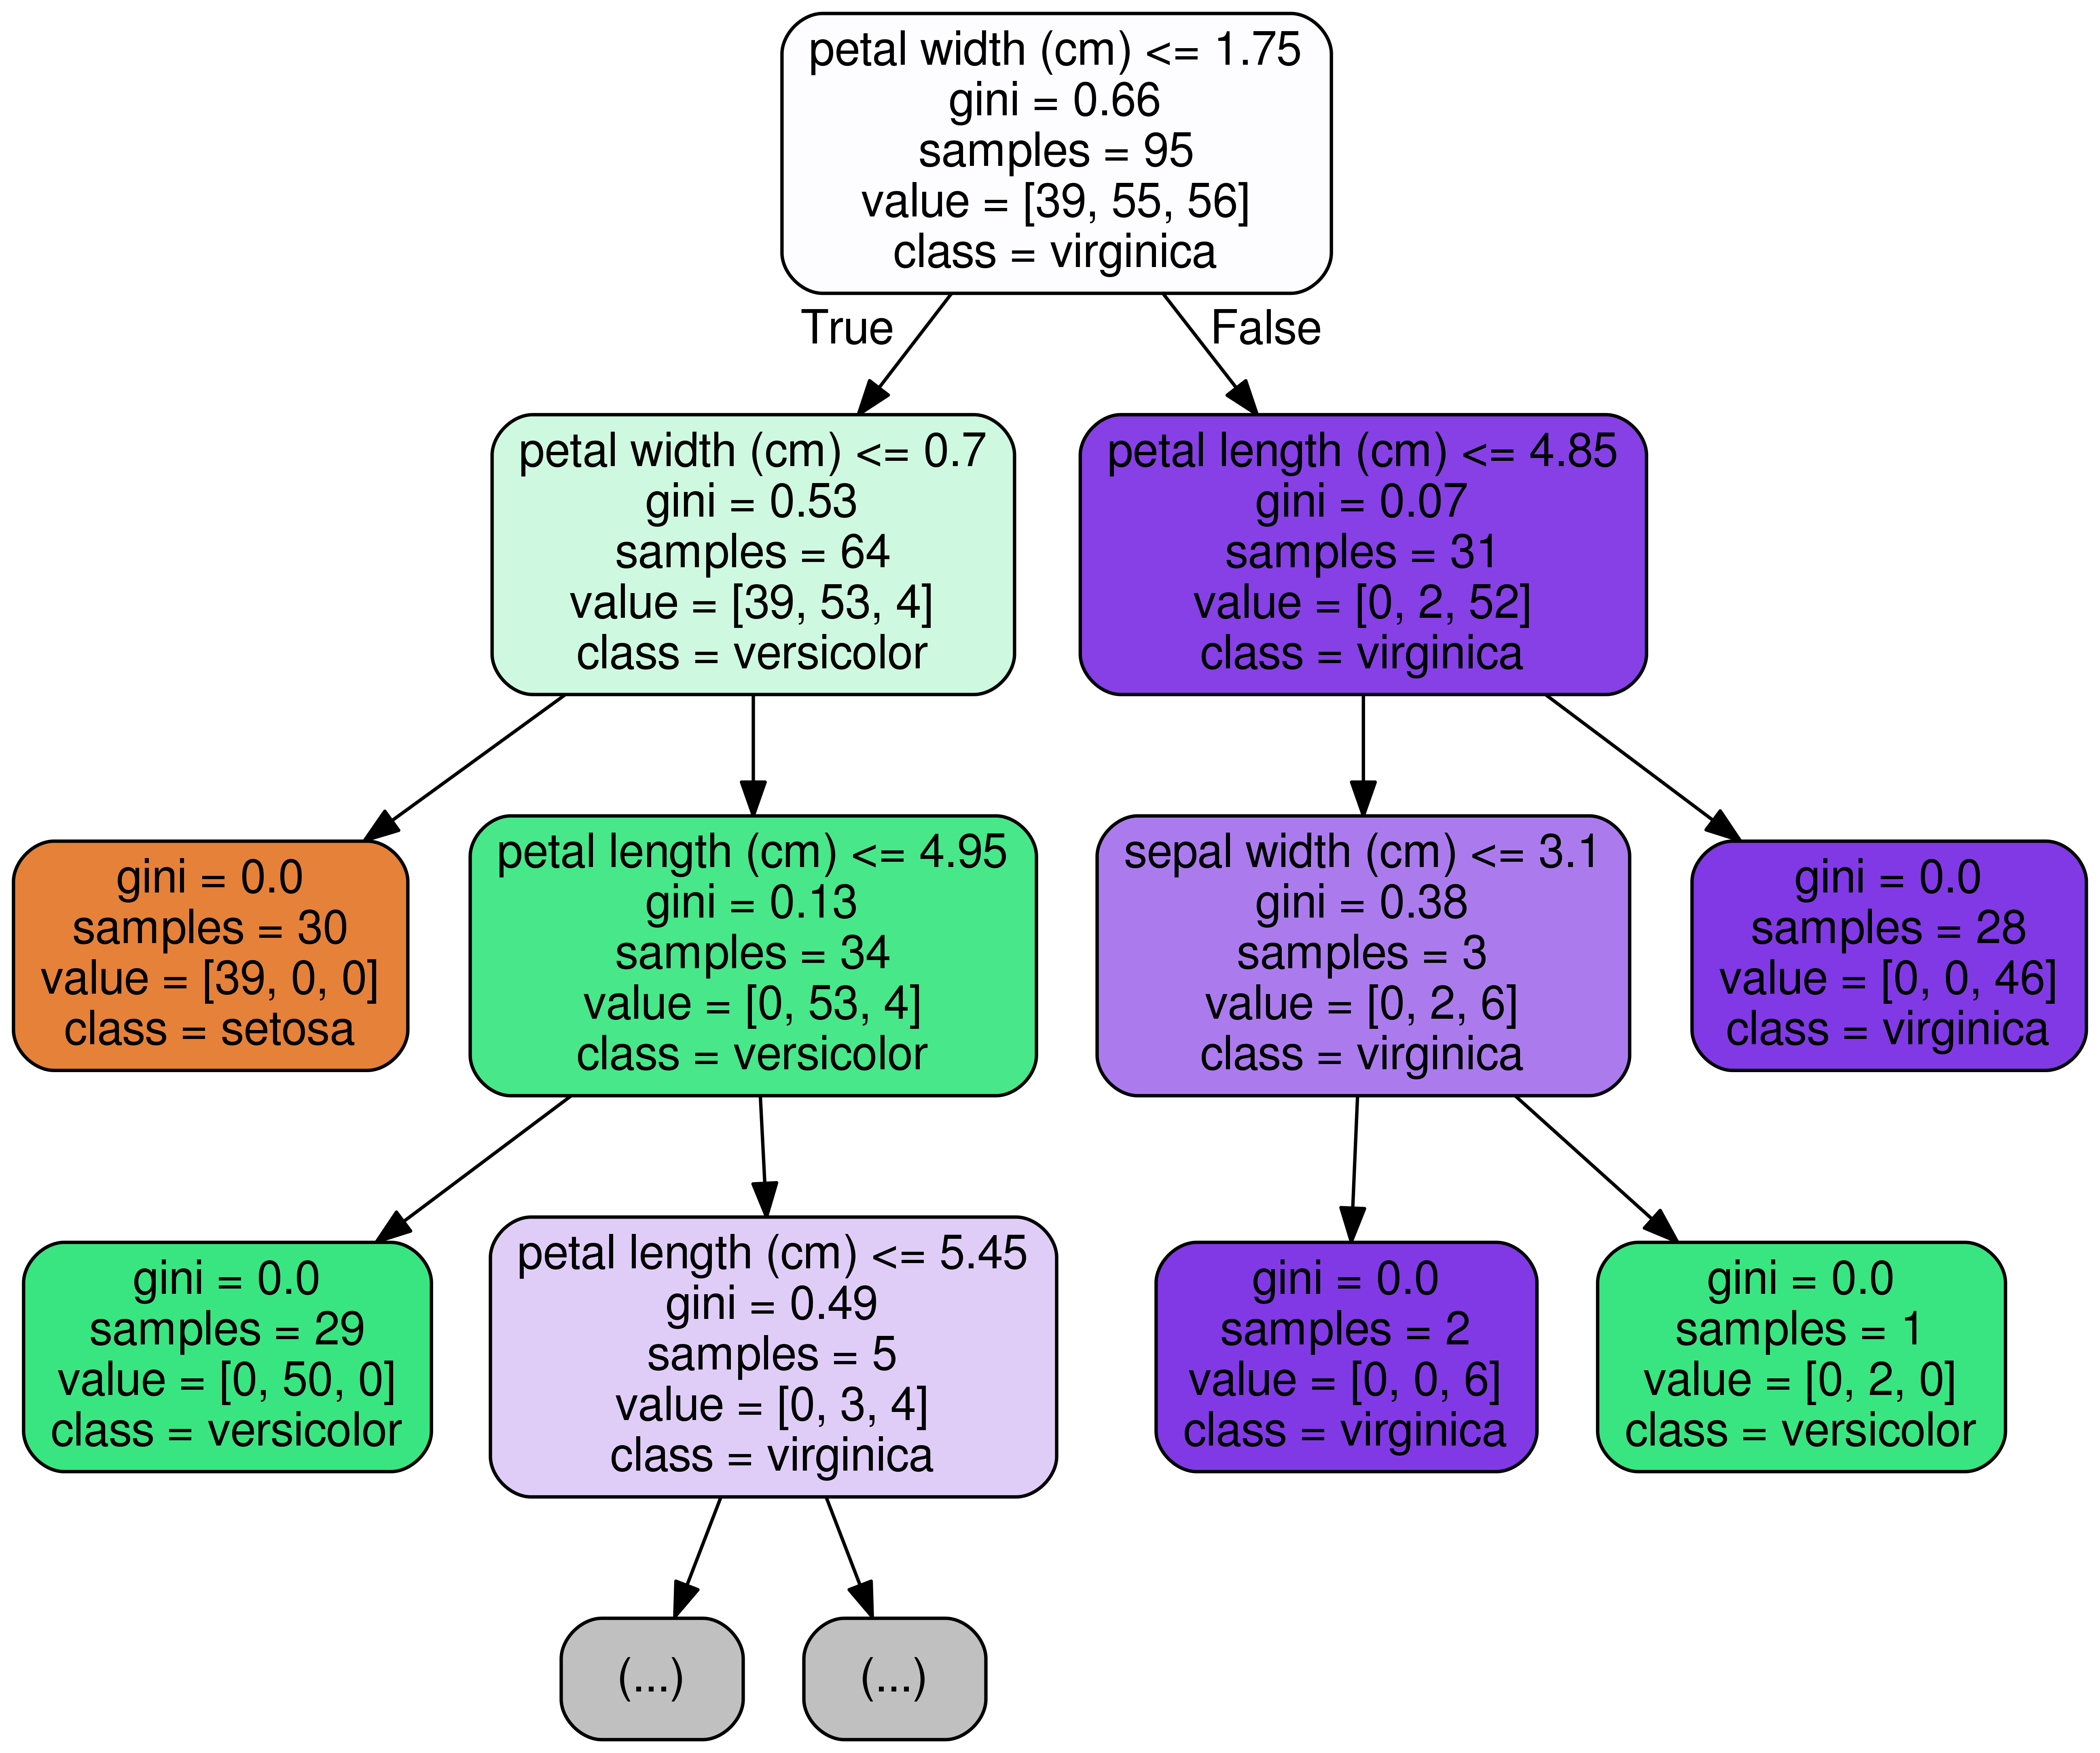 petal width (cm) <= 1.75
gini = 0.66
samples = 95
value = [39, 55, 56]
class = virginica
True
False
petal width (cm) <= 0.7
gini = 0.53
samples = 64
value = [39, 53, 4]
class = versicolor
petal length (cm) <= 4.85
gini = 0.07
samples = 31
value = [0, 2, 52]
class = virginica
gini = 0.0
samples = 30
value = [39, 0, 0]
class = setosa
petal length (cm) <= 4.95
gini = 0.13
samples = 34
value = [0, 53, 4]
class = versicolor
sepal width (cm) <= 3.1
gini = 0.38
samples = 3
value = [0, 2, 6]
class = virginica
gini = 0.0
samples = 28
value = [0, 0, 46]
class = virginica
gini = 0.0
samples = 29
value = [0, 50, 0]
class = versicolor
petal length (cm) <= 5.45
gini = 0.49
samples = 5
value = [0, 3, 4]
class = virginica
gini = 0.0
samples = 2
value = [0, 0, 6]
class = virginica
gini = 0.0
samples = 1
value = [0, 2, 0]
class = versicolor
(...)
(...)